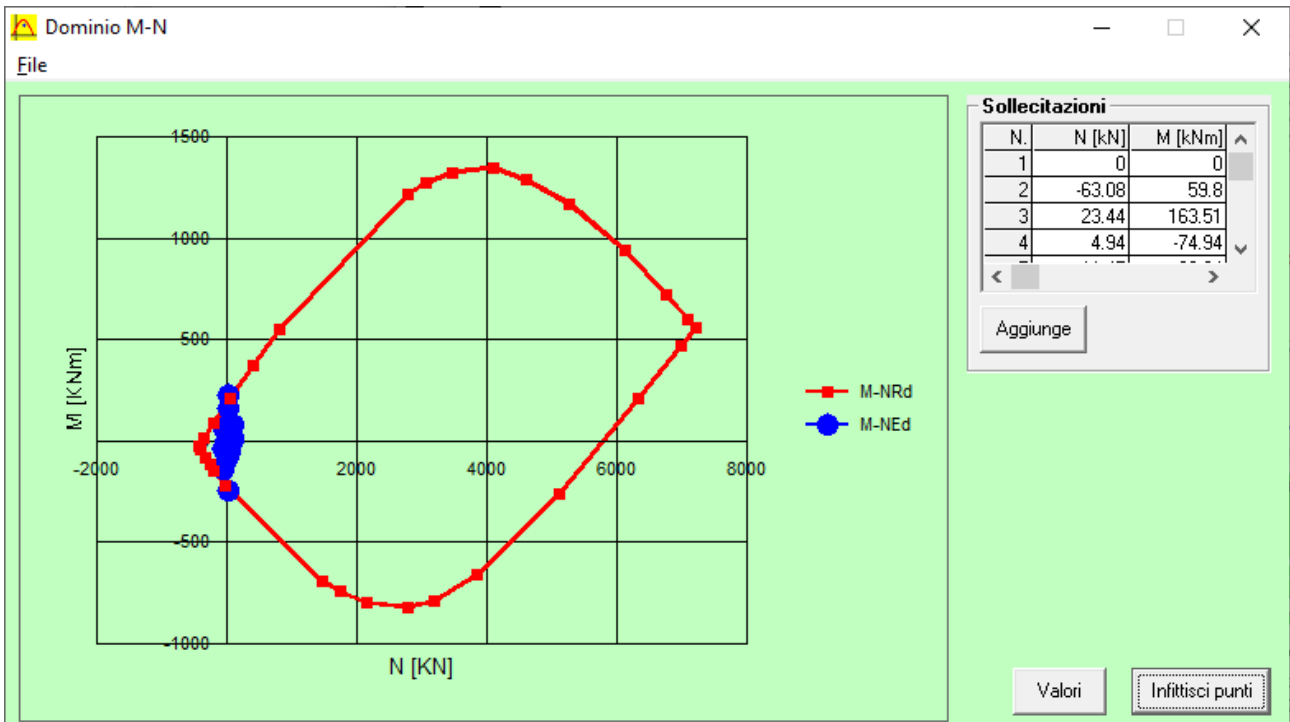 Dominio M-N
File
1500
1000
500
-500
-1000
-2000
2000
4000
6000
8000
M [KNm]
N [KN]
M-NRd
M-NEd
Sollecitazioni
N. N [kN] M [kNm]
1 0 0
2 -63.08 59.8
3 23.44 163.51
4 4.94 -74.94
Aggiunge
Valori
Infittisci punti